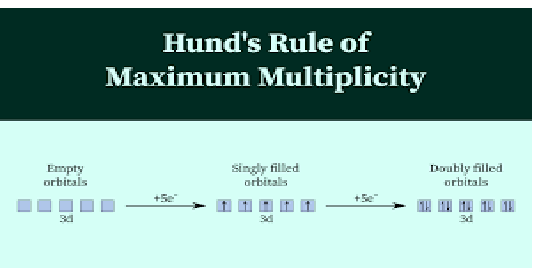 Hund's Rule of
Maximum Multiplicity
Empty
orbitals
Singly filled
orbitals
Doubly filled
orbitals
+5e⁻
+5e⁻
3d
3d
3d